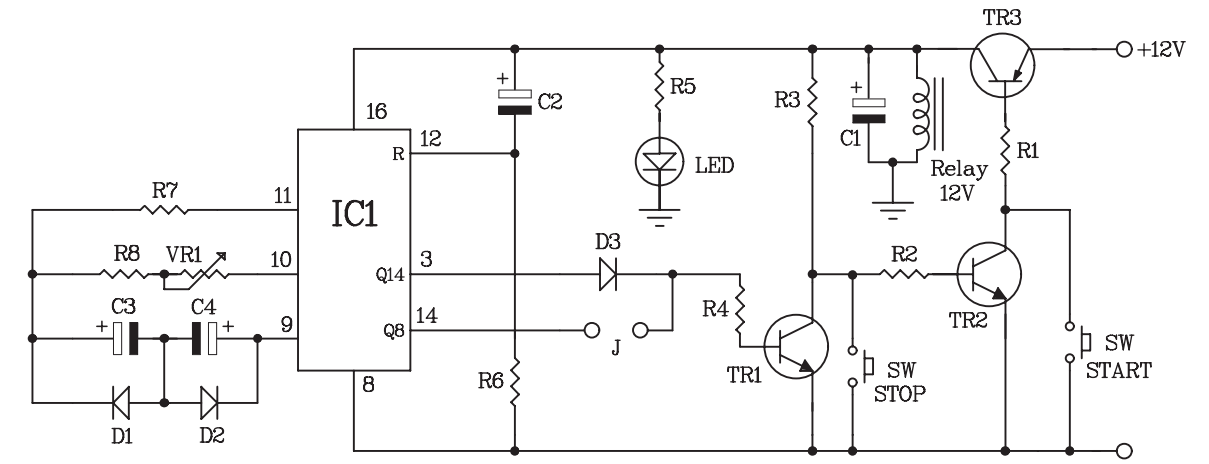 TR3
+12V
R5
R3
C2
C1
16
12
R
LED
Relay
12V
R1
R7
11
IC1
R8
VR1
10
Q14
3
D3
R2
C3
C4
9
Q8
14
J
R4
TR2
+
+
+
+
R6
TR1
SW
STOP
SW
START
8
D1
D2